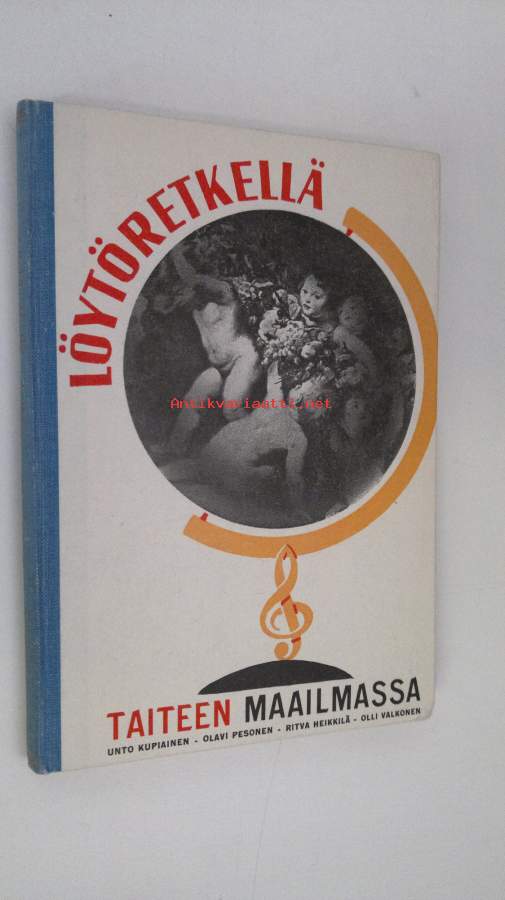 LÖYTÖRETKELLÄ
Antikvariaatti.net
TAITEEN MAAILMASSA
UNTO KUPIAINEN - OLAVI PESONEN - RITVA HEIKKILÄ - OLLI VALKONEN